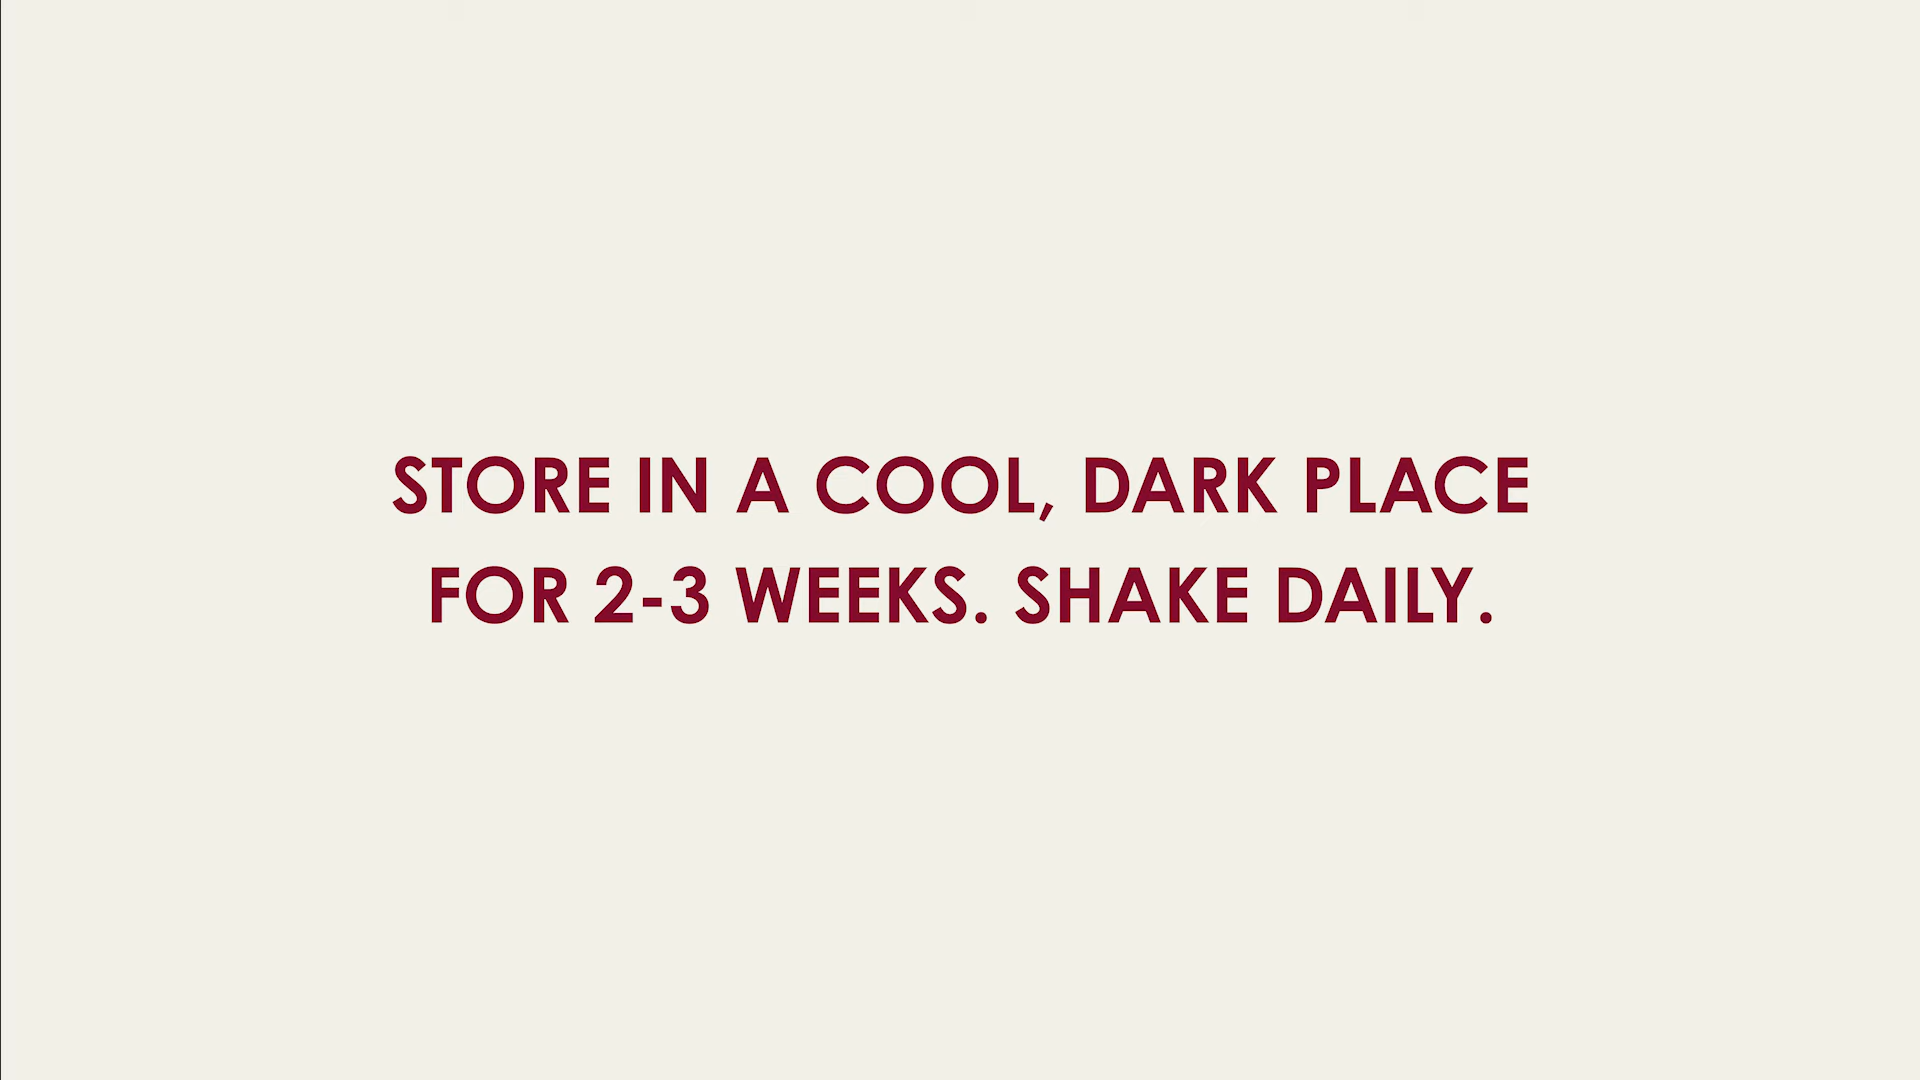 STORE IN A COOL, DARK PLACE
FOR 2-3 WEEKS. SHAKE DAILY.